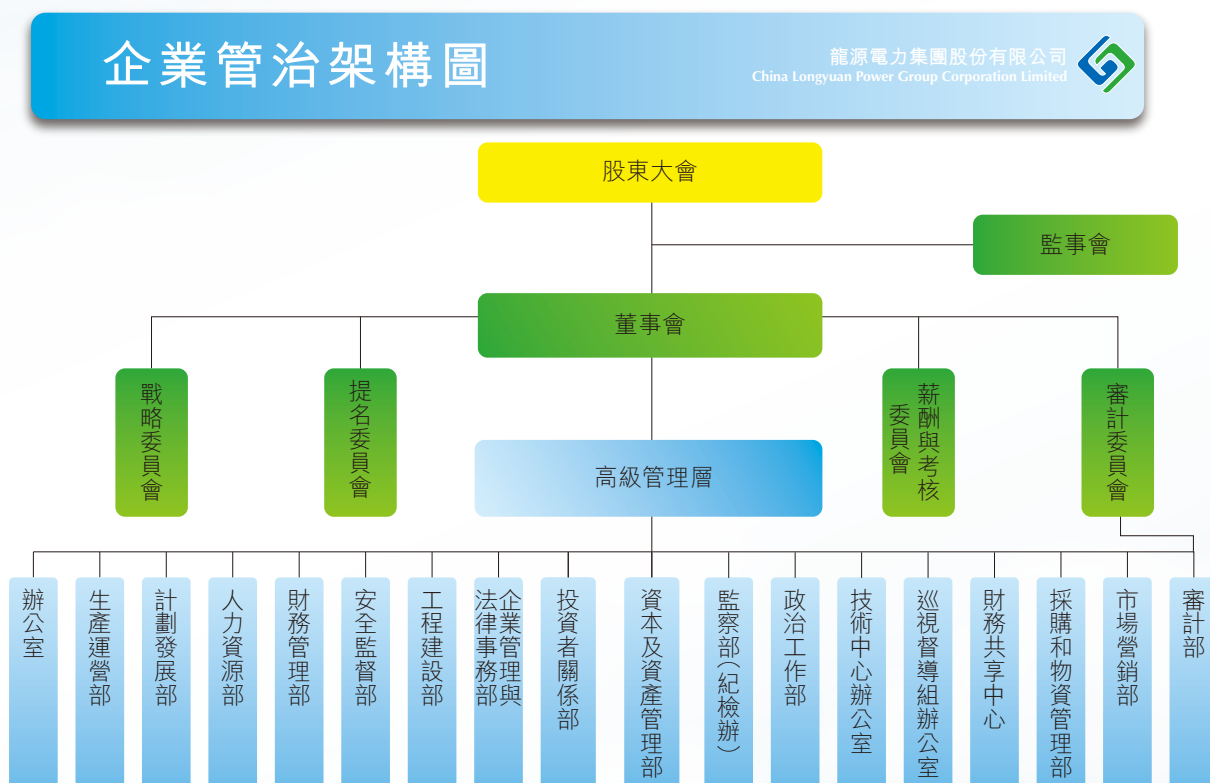 企業管治架構圖
龍源電力集團股份有限公司
China Longyuan Power Group Corporation Limited
股東大會
監事會
董事會
戰略委員會
提名委員會
薪酬與考核
委員會
審計委員會
高級管理層
辦公室
生產運營部
計劃發展部
人力資源部
財務管理部
安全監督部
工程建設部
企業管理與
法律事務部
投資者關係部
資本及資產管理部
監察部(紀檢辦)
政治工作部
技術中心辦公室
巡視督導組辦公室
財務共享中心
採購和物資管理部
市場營銷部
審計部